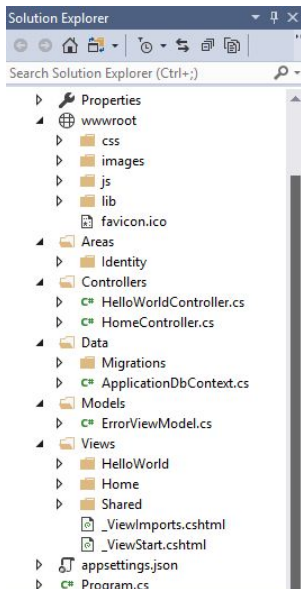 Solution Explorer
Search Solution Explorer (Ctrl+;)
Properties
wwwroot
css
images
js
lib
favicon.ico
Areas
Identity
Controllers
C# HelloWorldController.cs
C# HomeController.cs
Data
Migrations
C# ApplicationDbContext.cs
Models
C# ErrorViewModel.cs
Views
HelloWorld
Home
Shared
_ViewImports.cshtml
_ViewStart.cshtml
appsettings.json
C# Program.cs